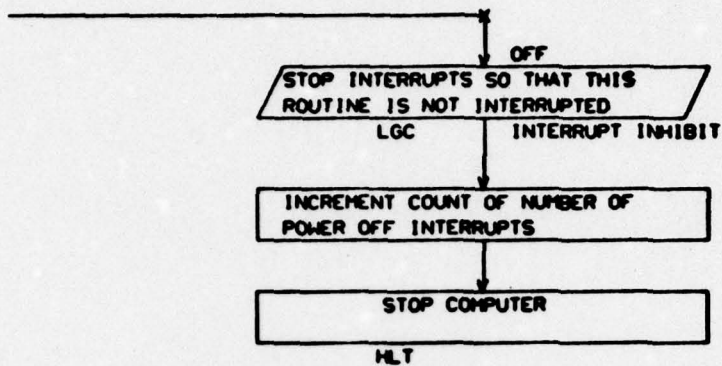 OFF
STOP INTERRUPTS SO THAT THIS
ROUTINE IS NOT INTERRUPTED
LGC INTERRUPT INHIBIT
INCREMENT COUNT OF NUMBER OF
POWER OFF INTERRUPTS
STOP COMPUTER
HLT